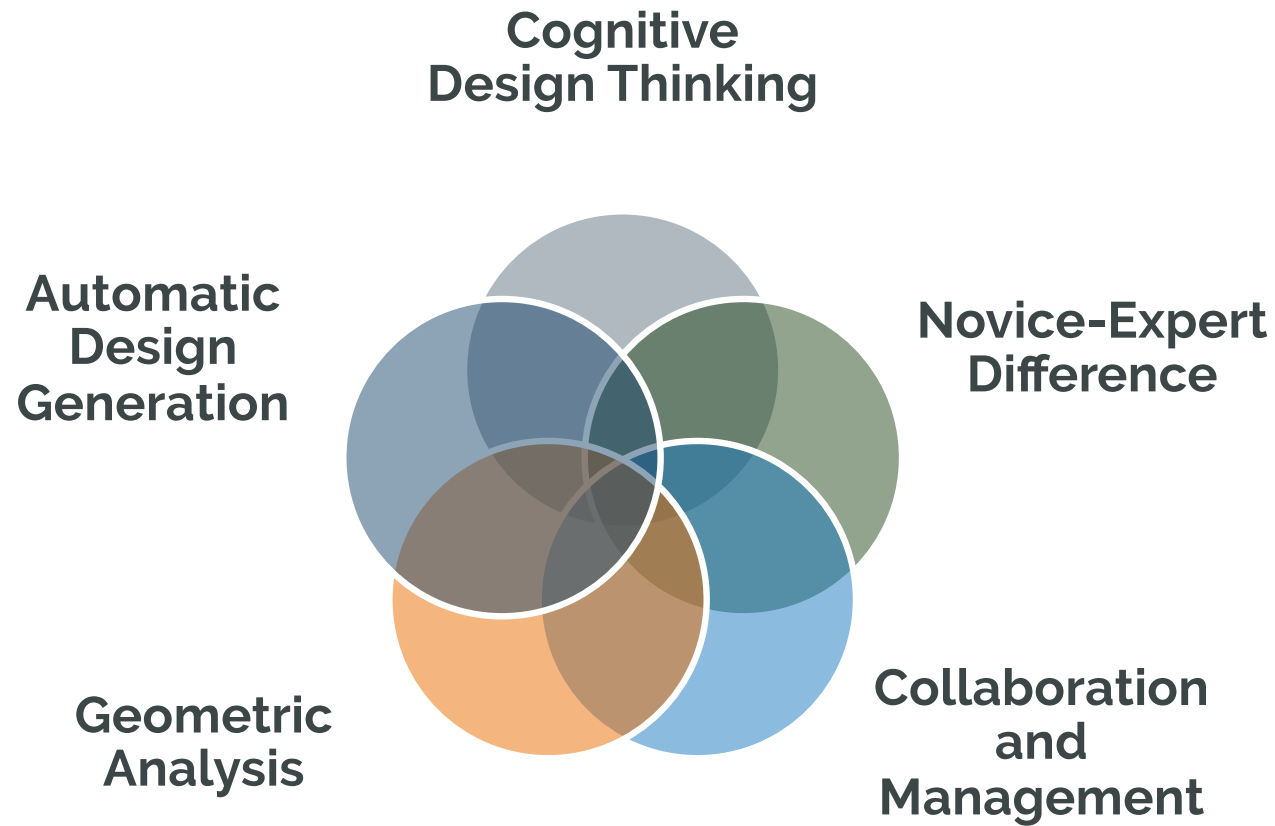 Cognitive
Design Thinking
Automatic
Design
Generation
Novice-Expert
Difference
Geometric
Analysis
Collaboration
and
Management